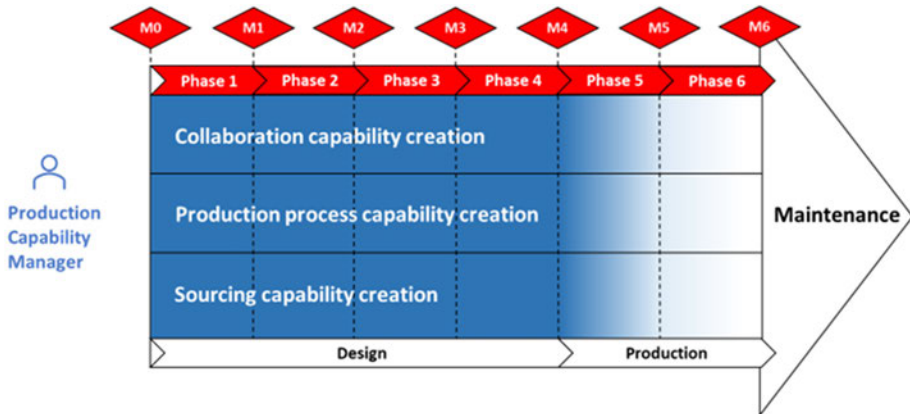 M0 M1 M2 M3 M4 M5 M6
Phase 1 Phase 2 Phase 3 Phase 4 Phase 5 Phase 6
Collaboration capability creation
Production
Capability
Manager
Production process capability creation
Maintenance
Sourcing capability creation
Design Production